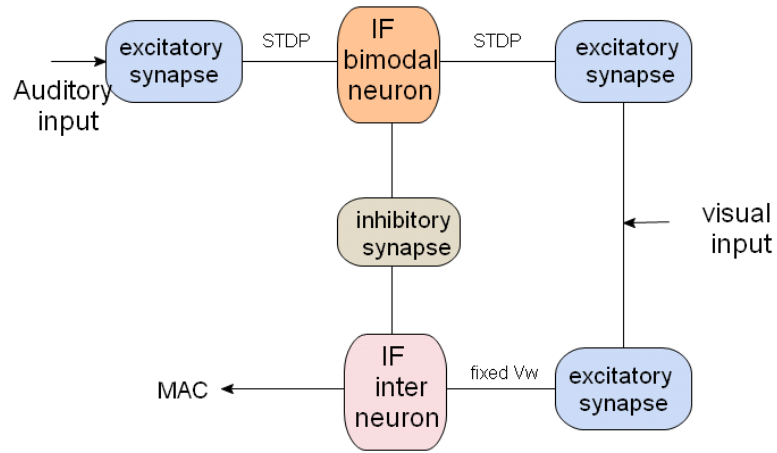 excitatory
synapse
STDP
IF
bimodal
neuron
STDP
excitatory
synapse
Auditory
input
inhibitory
synapse
visual
input
MAC
IF
inter
neuron
fixed Vw
excitatory
synapse